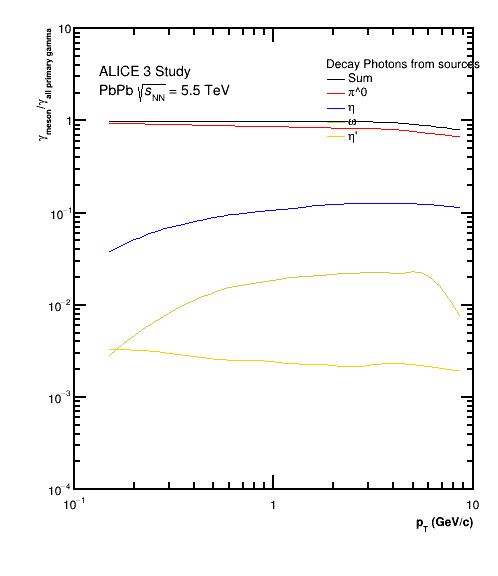 10
1
10⁻¹
10⁻²
10⁻³
10⁻⁴
γmeson/γall primary gamma
ALICE 3 Study
PbPb √sNN = 5.5 TeV
Decay Photons from sources
Sum
π^0
η
ω
η'
10⁻¹
1
10
pT (GeV/c)